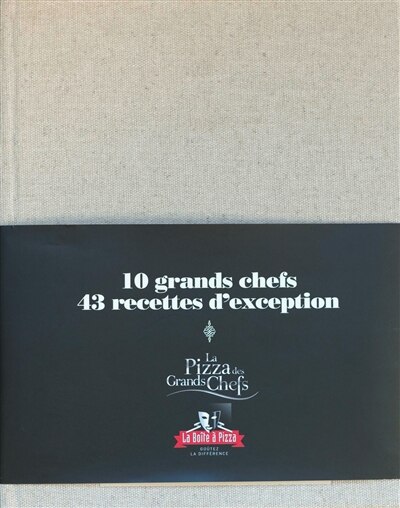 10 grands chefs
43 recettes d'exception
La
Pizza des
Grands Chefs
La Boîte à Pizza
GOÛTEZ
LA DIFFÉRENCE